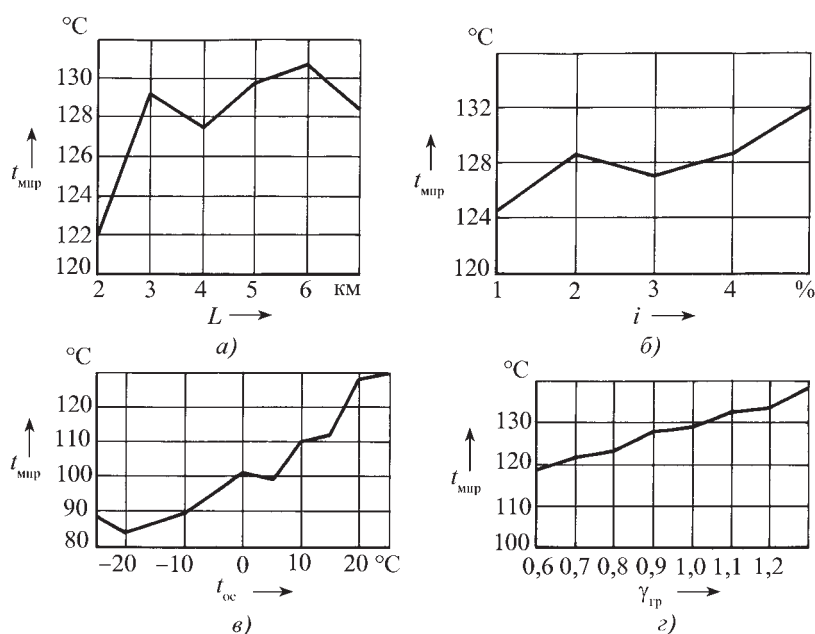 °C
130
128
126
124
122
120
t мпр
2 3 4 5 6 км
L
а)
°C
132
128
124
120
t мпр
1 2 3 4 %
i
б)
°C
120
110
100
90
80
t мпр
–20 –10 0 10 20 °C
t ос
в)
°C
130
120
110
100
t мпр
0,6 0,7 0,8 0,9 1,0 1,1 1,2
γ гр
г)